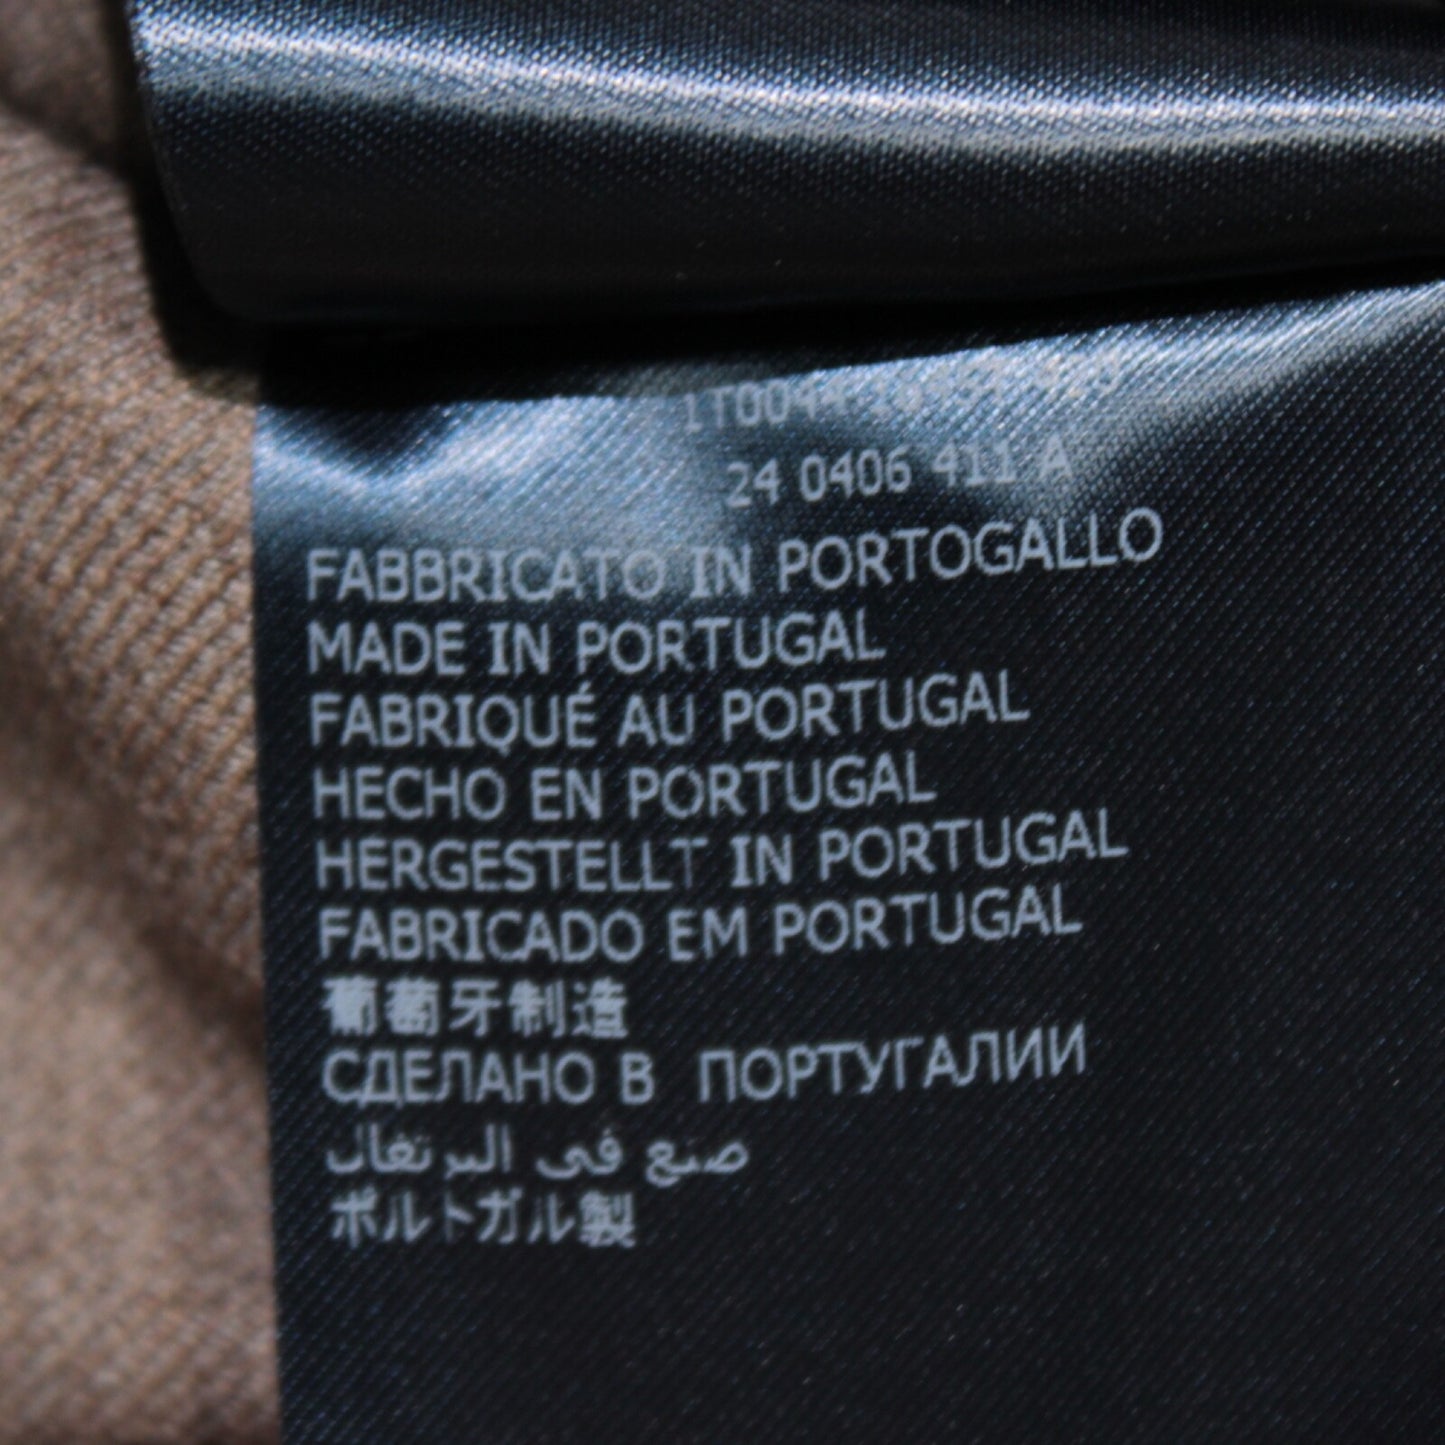 24 0406 411 A
FABBRICATO IN PORTOGALLO
MADE IN PORTUGAL
FABRIQUÉ AU PORTUGAL
HECHO EN PORTUGAL
HERGESTELLT IN PORTUGAL
FABRICADO EM PORTUGAL
葡萄牙制造
СДЕЛАНО В ПОРТУГАЛИИ
صنع في البرتغال
ポルトガル製